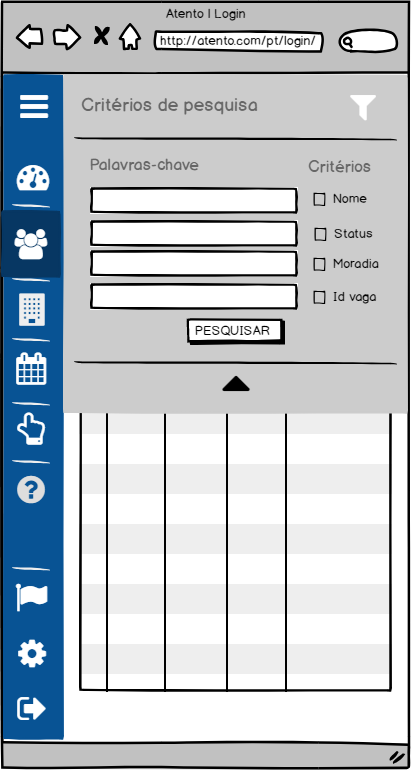 Atento | Login
http://atento.com/pt/login/
Critérios de pesquisa
Palavras-chave
Critérios
Nome
Status
Moradia
Id vaga
PESQUISAR
?